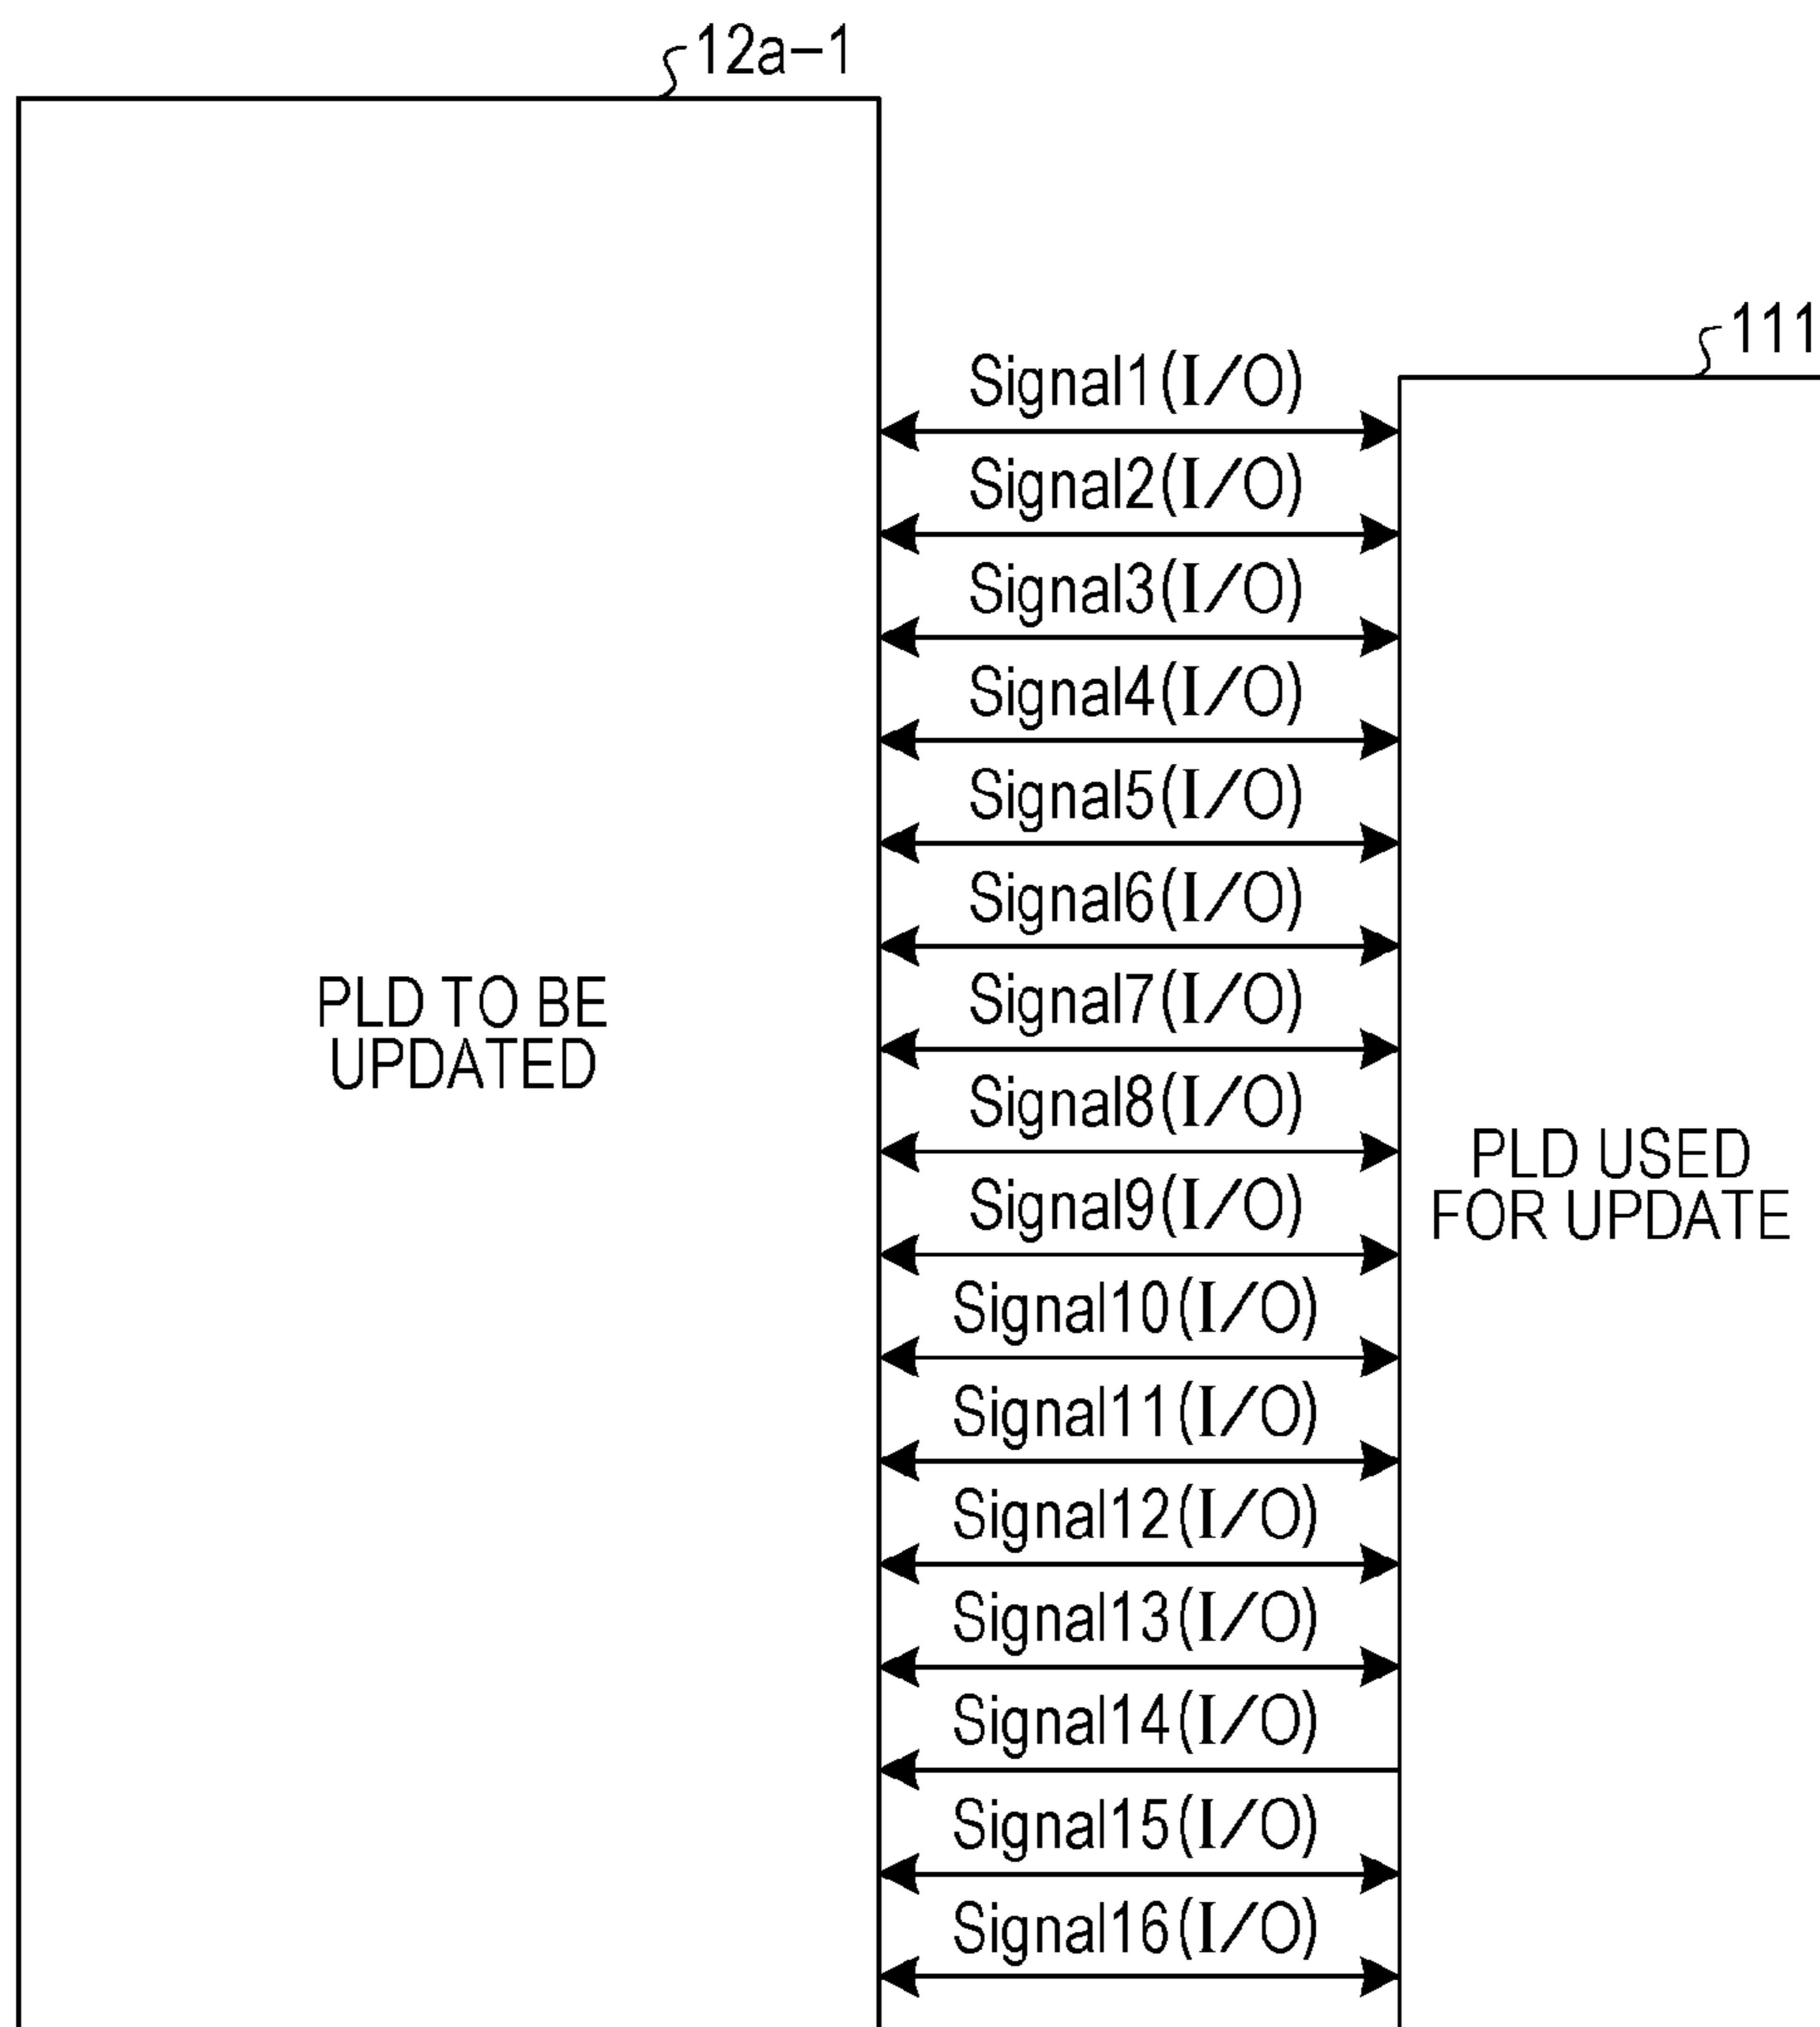 12a-1
111
Signal1(I/O)
Signal2(I/O)
Signal3(I/O)
Signal4(I/O)
Signal5(I/O)
Signal6(I/O)
Signal7(I/O)
Signal8(I/O)
Signal9(I/O)
Signal10(I/O)
Signal11(I/O)
Signal12(I/O)
Signal13(I/O)
Signal14(I/O)
Signal15(I/O)
Signal16(I/O)
PLD TO BE
UPDATED
PLD USED
FOR UPDATE